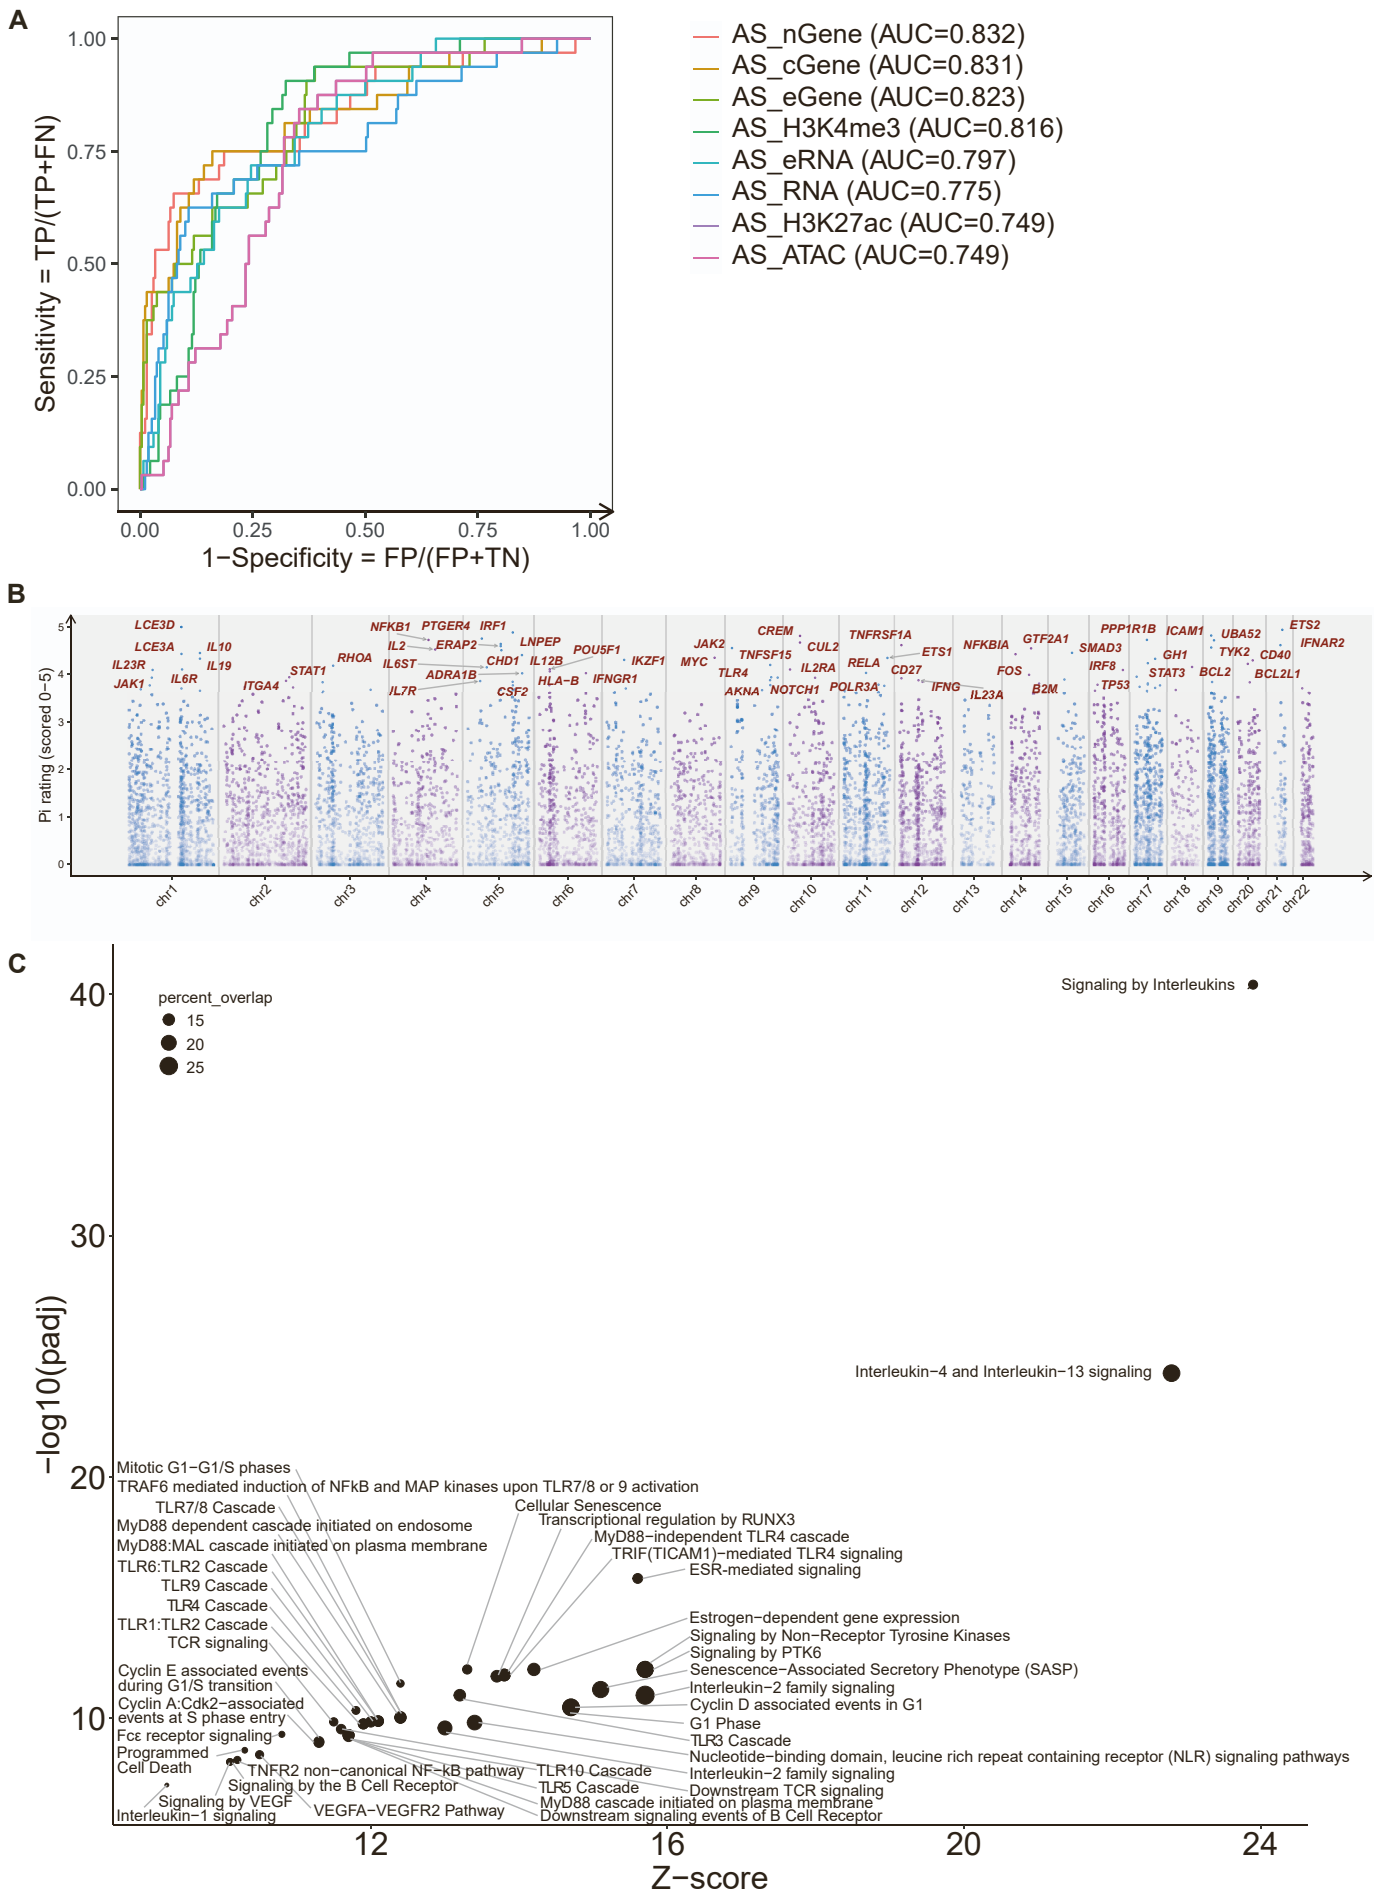 A
1.00
0.75
0.50
0.25
0.00
0.00
0.25
0.50
0.75
1.00
Sensitivity = TP/(TP+FN)
1−Specificity = FP/(FP+TN)
AS_nGene (AUC=0.832)
AS_cGene (AUC=0.831)
AS_eGene (AUC=0.823)
AS_H3K4me3 (AUC=0.816)
AS_eRNA (AUC=0.797)
AS_RNA (AUC=0.775)
AS_H3K27ac (AUC=0.749)
AS_ATAC (AUC=0.749)
B
Pi rating (scored 0−5)
5
4
3
2
1
0
LCE3D
LCE3A
IL10
IL23R
IL19
JAK1
IL6R
ITGA4
STAT1
RHOA
NFKB1
PTGER4
IRF1
IL2
ERAP2
LNPEP
IL6ST
CHD1
IL12B
POU5F1
ADRA1B
IL7R
CSF2
HLA−B
IFNGR1
IKZF1
JAK2
MYC
TLR4
TNFSF15
AKNA
CREM
CUL2
IL2RA
NOTCH1
TNFRSF1A
RELA
ETS1
POLR3A
CD27
IFNG
IL23A
NFKBIA
GTF2A1
FOS
B2M
SMAD3
PPP1R1B
IRF8
TP53
ICAM1
GH1
STAT3
UBA52
TYK2
BCL2
ETS2
CD40
IFNAR2
BCL2L1
chr1
chr2
chr3
chr4
chr5
chr6
chr7
chr8
chr9
chr10
chr11
chr12
chr13
chr14
chr15
chr16
chr17
chr18
chr19
chr20
chr21
chr22
C
−log10(padj)
40
30
20
10
percent_overlap
15
20
25
Signaling by Interleukins
Interleukin−4 and Interleukin−13 signaling
Mitotic G1−G1/S phases
TRAF6 mediated induction of NFkB and MAP kinases upon TLR7/8 or 9 activation
TLR7/8 Cascade
MyD88 dependent cascade initiated on endosome
MyD88:MAL cascade initiated on plasma membrane
TLR6:TLR2 Cascade
TLR9 Cascade
TLR4 Cascade
TLR1:TLR2 Cascade
TCR signaling
Cyclin E associated events
during G1/S transition
Cyclin A:Cdk2−associated
events at S phase entry
Fcε receptor signaling
Programmed
Cell Death
TNFR2 non−canonical NF−kB pathway
Signaling by the B Cell Receptor
Signaling by VEGF
Interleukin−1 signaling
VEGFA−VEGFR2 Pathway
Cellular Senescence
Transcriptional regulation by RUNX3
MyD88−independent TLR4 cascade
TRIF(TICAM1)−mediated TLR4 signaling
ESR-mediated signaling
Estrogen−dependent gene expression
Signaling by Non−Receptor Tyrosine Kinases
Signaling by PTK6
Senescence−Associated Secretory Phenotype (SASP)
Interleukin−2 family signaling
Cyclin D associated events in G1
G1 Phase
TLR3 Cascade
Nucleotide−binding domain, leucine rich repeat containing receptor (NLR) signaling pathways
Interleukin−2 family signaling
Downstream TCR signaling
TLR10 Cascade
TLR5 Cascade
MyD88 cascade initiated on plasma membrane
Downstream signaling events of B Cell Receptor
12
16
20
24
Z−score